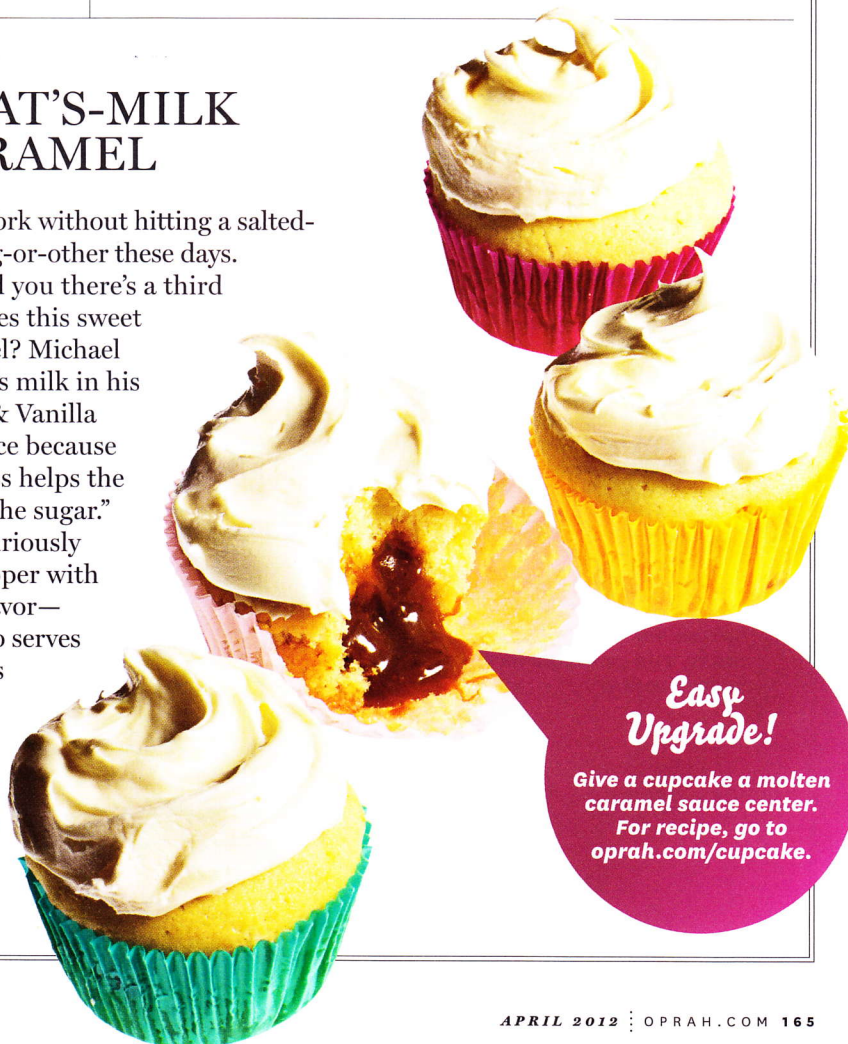 AT'S-MILK
RAMEL
ork without hitting a salted-
g-or-other these days.
l you there's a third
es this sweet
el? Michael
s milk in his
& Vanilla
ce because
s helps the
he sugar.”
riously
pper with
vor—
o serves
s
Easy
Upgrade!
Give a cupcake a molten
caramel sauce center.
For recipe, go to
oprah.com/cupcake.
APRIL 2012 ⋮ OPRAH.COM 165